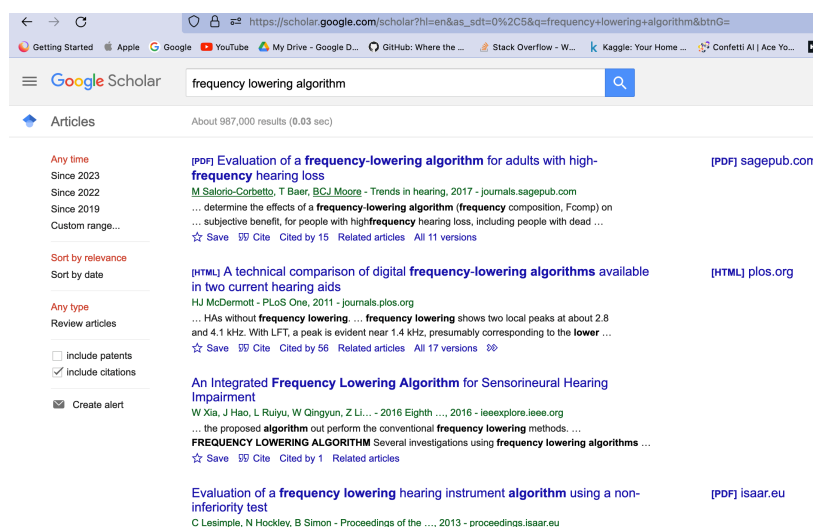 https://scholar.google.com/scholar?hl=en&as_sdt=0%2C5&q=frequency+lowering+algorithm&btnG=
Getting Started Apple Google YouTube My Drive - Google D... GitHub: Where the ... Stack Overflow - W... Kaggle: Your Home ... Confetti AI | Ace Yo...
Google Scholar
frequency lowering algorithm
Articles
About 987,000 results (0.03 sec)
Any time
Since 2023
Since 2022
Since 2019
Custom range...
Sort by relevance
Sort by date
Any type
Review articles
include patents
include citations
Create alert
[PDF] Evaluation of a frequency-lowering algorithm for adults with high-
frequency hearing loss
M Salorio-Corbetto, T Baer, BCJ Moore - Trends in hearing, 2017 - journals.sagepub.com
… determine the effects of a frequency-lowering algorithm (frequency composition, Fcomp) on
… subjective benefit, for people with highfrequency hearing loss, including people with dead …
Save Cite Cited by 15 Related articles All 11 versions
[PDF] sagepub.com
[HTML] A technical comparison of digital frequency-lowering algorithms available
in two current hearing aids
HJ McDermott - PLoS One, 2011 - journals.plos.org
… HAs without frequency lowering. … frequency lowering shows two local peaks at about 2.8
and 4.1 kHz. With LFT, a peak is evident near 1.4 kHz, presumably corresponding to the lower …
Save Cite Cited by 56 Related articles All 17 versions
[HTML] plos.org
An Integrated Frequency Lowering Algorithm for Sensorineural Hearing
Impairment
W Xia, J Hao, L Ruiyu, W Qingyun, Z Li… - 2016 Eighth …, 2016 - ieeexplore.ieee.org
… the proposed algorithm out perform the conventional frequency lowering methods. …
FREQUENCY LOWERING ALGORITHM Several investigations using frequency lowering algorithms …
Save Cite Cited by 1 Related articles
Evaluation of a frequency lowering hearing instrument algorithm using a non-
inferiority test
C Lesimple, N Hockley, B Simon - Proceedings of the …, 2013 - proceedings.isaar.eu
[PDF] isaar.eu